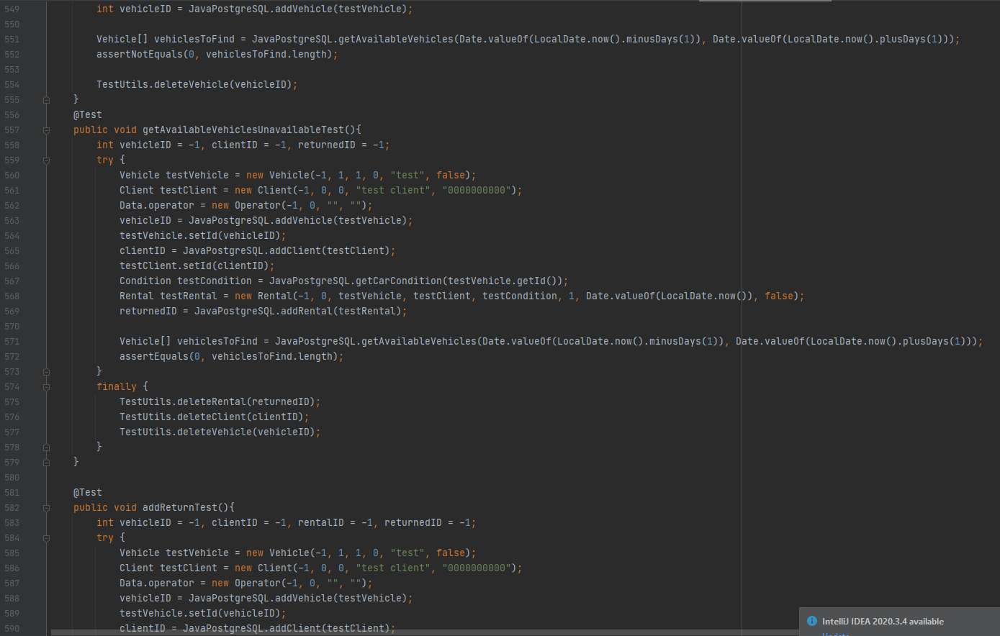 549 int vehicleID = JavaPostgreSQL.addVehicle(testVehicle);
550
551 Vehicle[] vehiclesToFind = JavaPostgreSQL.getAvailableVehicles(Date.valueOf(LocalDate.now().minusDays(1)), Date.valueOf(LocalDate.now().plusDays(1)));
552 assertNotEquals(0, vehiclesToFind.length);
553
554 TestUtils.deleteVehicle(vehicleID);
555 }
556 @Test
557 public void getAvailableVehiclesUnavailableTest(){
558 int vehicleID = -1, clientID = -1, returnedID = -1;
559 try {
560 Vehicle testVehicle = new Vehicle(-1, 1, 1, 0, "test", false);
561 Client testClient = new Client(-1, 0, 0, "test client", "0000000000");
562 Data.operator = new Operator(-1, 0, "", "");
563 vehicleID = JavaPostgreSQL.addVehicle(testVehicle);
564 testVehicle.setId(vehicleID);
565 clientID = JavaPostgreSQL.addClient(testClient);
566 testClient.setId(clientID);
567 Condition testCondition = JavaPostgreSQL.getCarCondition(testVehicle.getId());
568 Rental testRental = new Rental(-1, 0, testVehicle, testClient, testCondition, 1, Date.valueOf(LocalDate.now()), false);
569 returnedID = JavaPostgreSQL.addRental(testRental);
570
571 Vehicle[] vehiclesToFind = JavaPostgreSQL.getAvailableVehicles(Date.valueOf(LocalDate.now().minusDays(1)), Date.valueOf(LocalDate.now().plusDays(1)));
572 assertEquals(0, vehiclesToFind.length);
573 }
574 finally {
575 TestUtils.deleteRental(returnedID);
576 TestUtils.deleteClient(clientID);
577 TestUtils.deleteVehicle(vehicleID);
578 }
579 }
580
581 @Test
582 public void addReturnTest(){
583 int vehicleID = -1, clientID = -1, rentalID = -1, returnedID = -1;
584 try {
585 Vehicle testVehicle = new Vehicle(-1, 1, 1, 0, "test", false);
586 Client testClient = new Client(-1, 0, 0, "test client", "0000000000");
587 Data.operator = new Operator(-1, 0, "", "");
588 vehicleID = JavaPostgreSQL.addVehicle(testVehicle);
589 testVehicle.setId(vehicleID);
590 clientID = JavaPostgreSQL.addClient(testClient);
IntelliJ IDEA 2020.3.4 available
Update